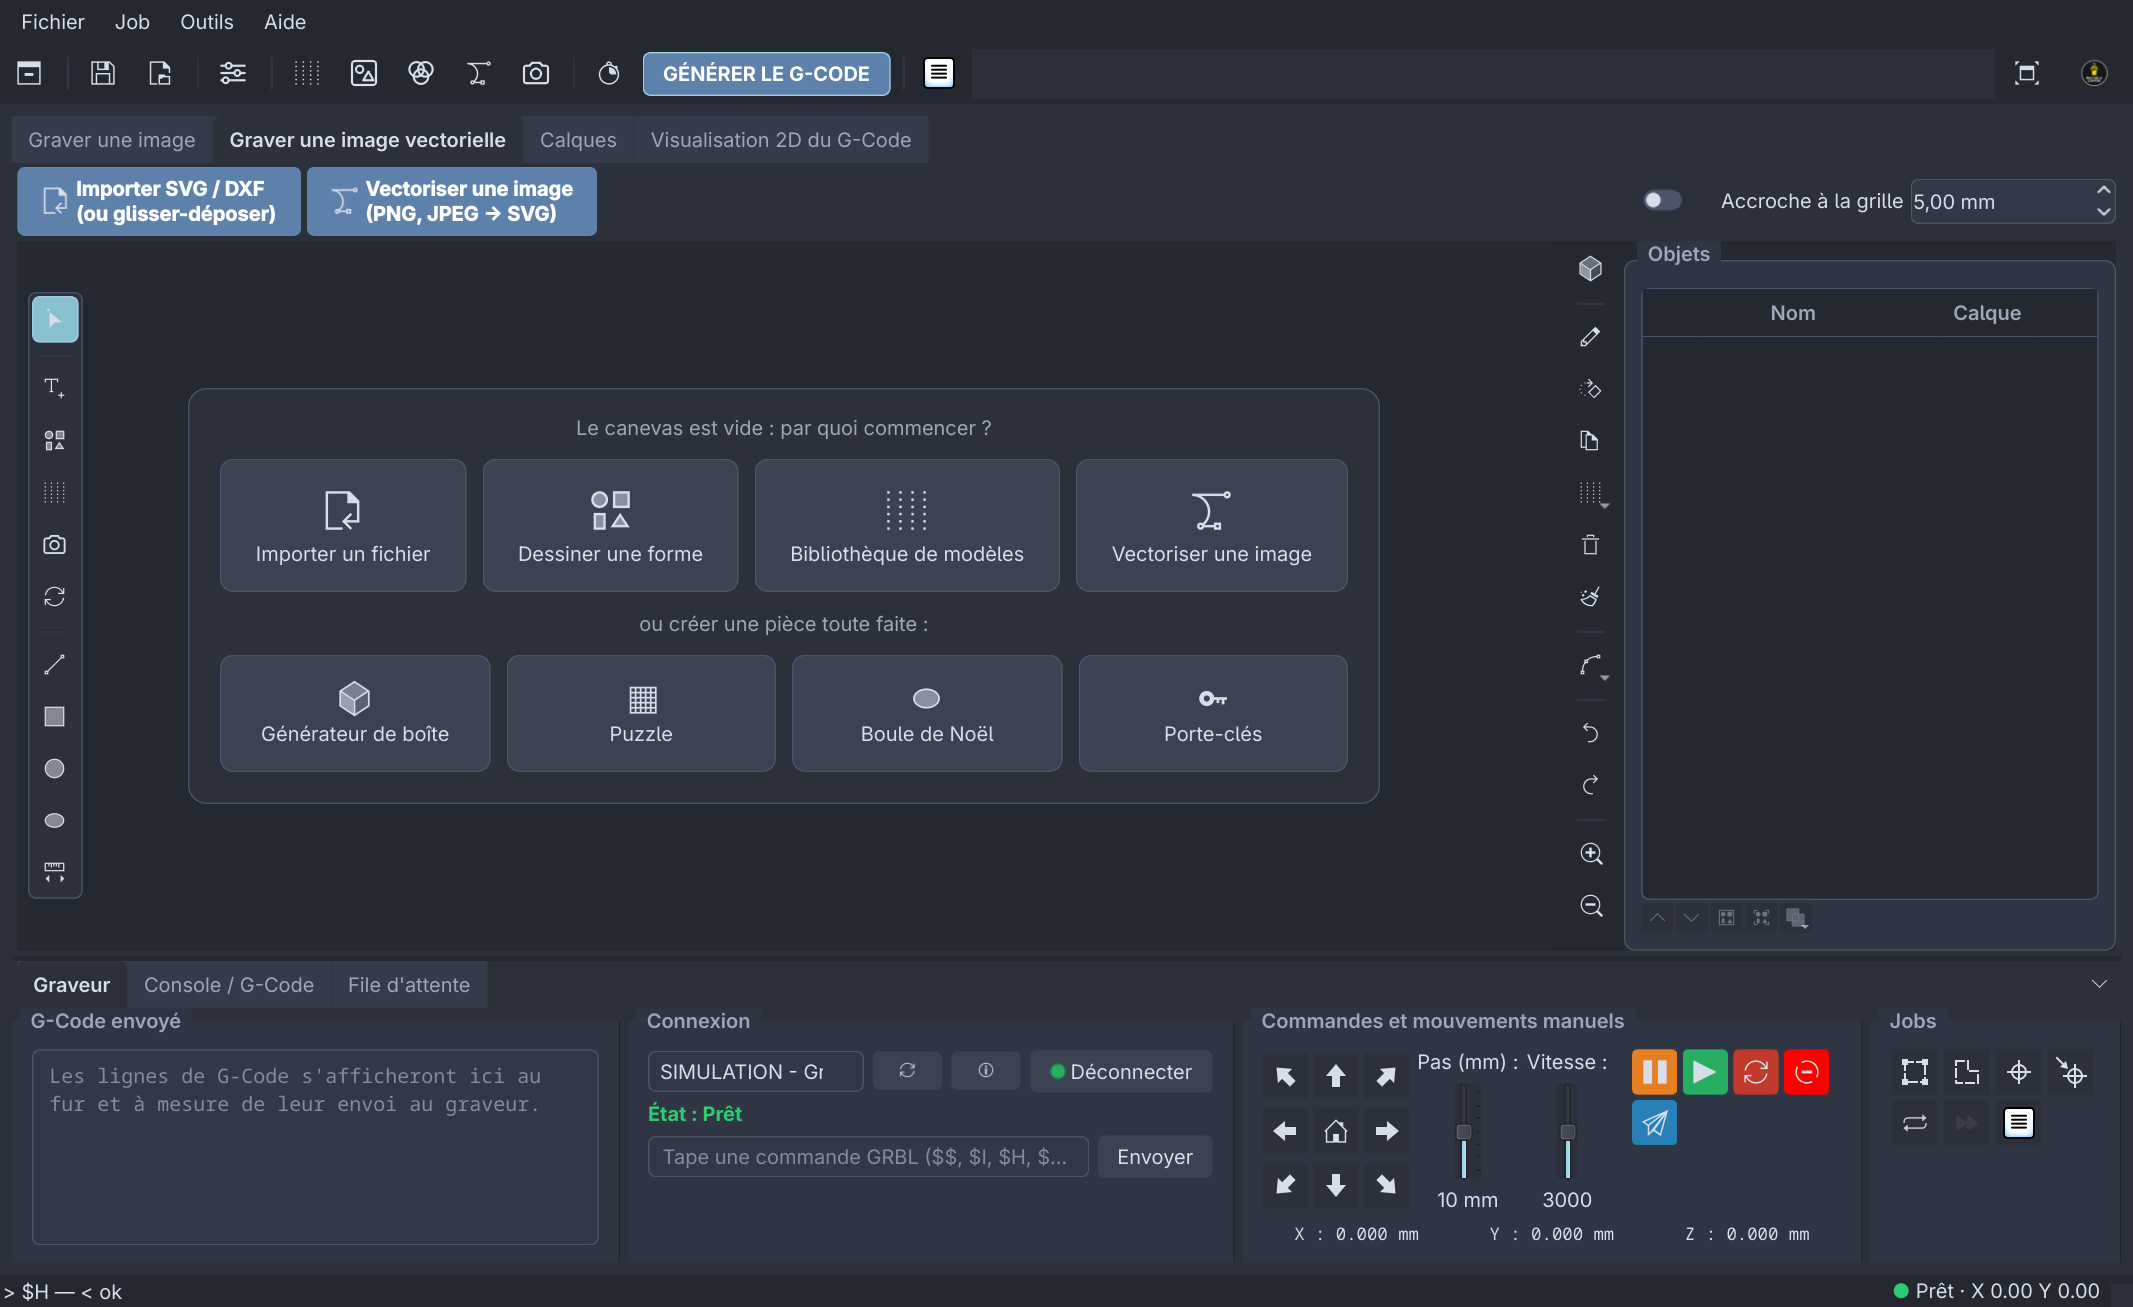 Fichier Job Outils Aide
GÉNÉRER LE G-CODE
Graver une image Graver une image vectorielle Calques Visualisation 2D du G-Code
Importer SVG / DXF
(ou glisser-déposer)
Vectoriser une image
(PNG, JPEG → SVG)
Accroche à la grille 5,00 mm
Objets
Nom Calque
Le canevas est vide : par quoi commencer ?
Importer un fichier Dessiner une forme Bibliothèque de modèles Vectoriser une image
ou créer une pièce toute faite :
Générateur de boîte Puzzle Boule de Noël Porte-clés
Graveur Console / G-Code File d'attente
G-Code envoyé
Les lignes de G-Code s'afficheront ici au
fur et à mesure de leur envoi au graveur.
Connexion
SIMULATION - Déconnecter
État : Prêt
Tape une commande GRBL ($$, $I, $H, $... Envoyer
Commandes et mouvements manuels
Pas (mm) : Vitesse :
10 mm 3000
X : 0.000 mm Y : 0.000 mm Z : 0.000 mm
Jobs
> $H — < ok
Prêt · X 0.00 Y 0.00